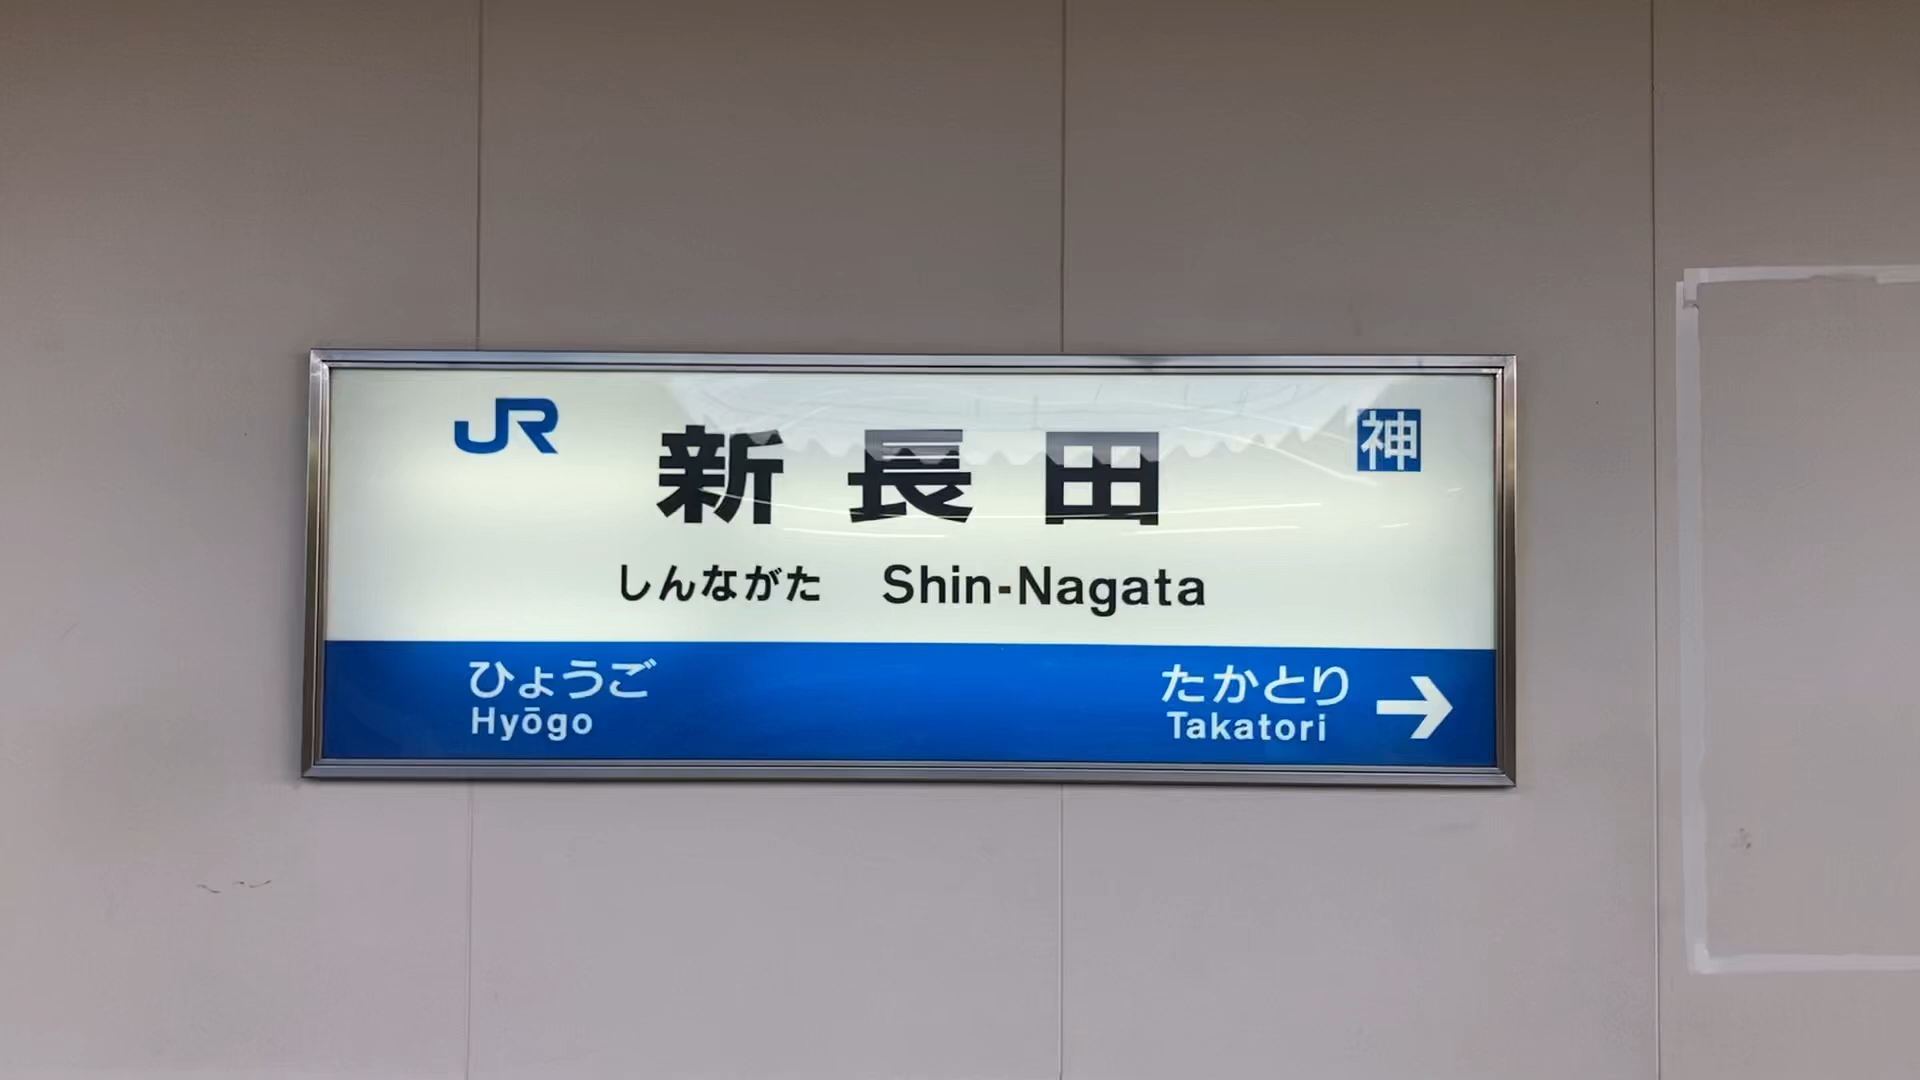 JR
神
新長田
しんながた Shin-Nagata
ひょうご
Hyōgo
たかとり →
Takatori